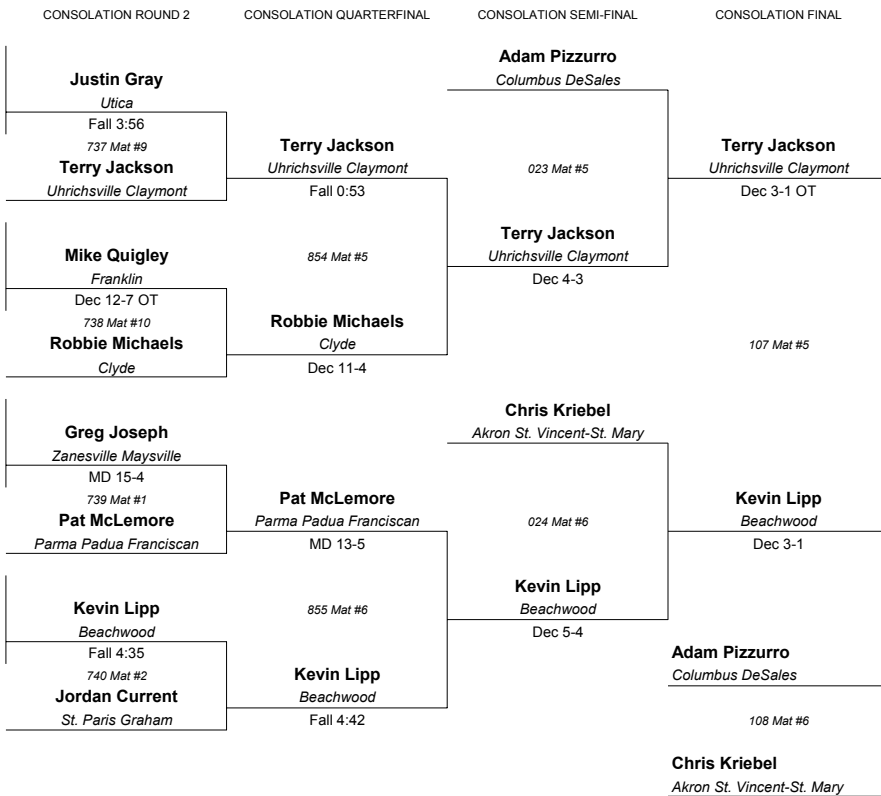 CONSOLATION ROUND 2
CONSOLATION QUARTERFINAL
CONSOLATION SEMI-FINAL
CONSOLATION FINAL
Justin Gray
Utica
Fall 3:56
737 Mat #9
Terry Jackson
Uhrichsville Claymont
Mike Quigley
Franklin
Dec 12-7 OT
738 Mat #10
Robbie Michaels
Clyde
Greg Joseph
Zanesville Maysville
MD 15-4
739 Mat #1
Pat McLemore
Parma Padua Franciscan
Kevin Lipp
Beachwood
Fall 4:35
740 Mat #2
Jordan Current
St. Paris Graham
Terry Jackson
Uhrichsville Claymont
Fall 0:53
854 Mat #5
Robbie Michaels
Clyde
Dec 11-4
Pat McLemore
Parma Padua Franciscan
MD 13-5
855 Mat #6
Kevin Lipp
Beachwood
Fall 4:42
Adam Pizzurro
Columbus DeSales
023 Mat #5
Terry Jackson
Uhrichsville Claymont
Dec 4-3
Chris Kriebel
Akron St. Vincent-St. Mary
024 Mat #6
Kevin Lipp
Beachwood
Dec 5-4
Terry Jackson
Uhrichsville Claymont
Dec 3-1 OT
107 Mat #5
Kevin Lipp
Beachwood
Dec 3-1
Adam Pizzurro
Columbus DeSales
108 Mat #6
Chris Kriebel
Akron St. Vincent-St. Mary